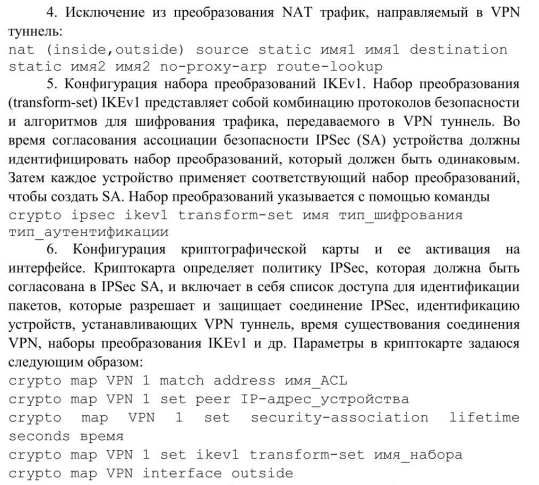 4. Исключение из преобразования NAT трафик, направляемый в VPN
туннель:
nat (inside,outside) source static имя1 имя1 destination
static имя2 имя2 no-proxy-arp route-lookup
5. Конфигурация набора преобразований IKEv1. Набор преобразования
(transform-set) IKEv1 представляет собой комбинацию протоколов безопасности
и алгоритмов для шифрования трафика, передаваемого в VPN туннель. Во
время согласования ассоциации безопасности IPSec (SA) устройства должны
идентифицировать набор преобразований, который должен быть одинаковым.
Затем каждое устройство применяет соответствующий набор преобразований,
чтобы создать SA. Набор преобразований указывается с помощью команды
crypto ipsec ikev1 transform-set имя тип_шифрования
тип_аутентификации
6. Конфигурация криптографической карты и ее активация на
интерфейсе. Криптокарта определяет политику IPSec, которая должна быть
согласована в IPSec SA, и включает в себя список доступа для идентификации
пакетов, которые разрешает и защищает соединение IPSec, идентификацию
устройств, устанавливающих VPN туннель, время существования соединения
VPN, наборы преобразования IKEv1 и др. Параметры в криптокарте задаюся
следующим образом:
crypto map VPN 1 match address имя_ACL
crypto map VPN 1 set peer IP-адрес_устройства
crypto map VPN 1 set security-association lifetime
seconds время
crypto map VPN 1 set ikev1 transform-set имя_набора
crypto map VPN interface outside